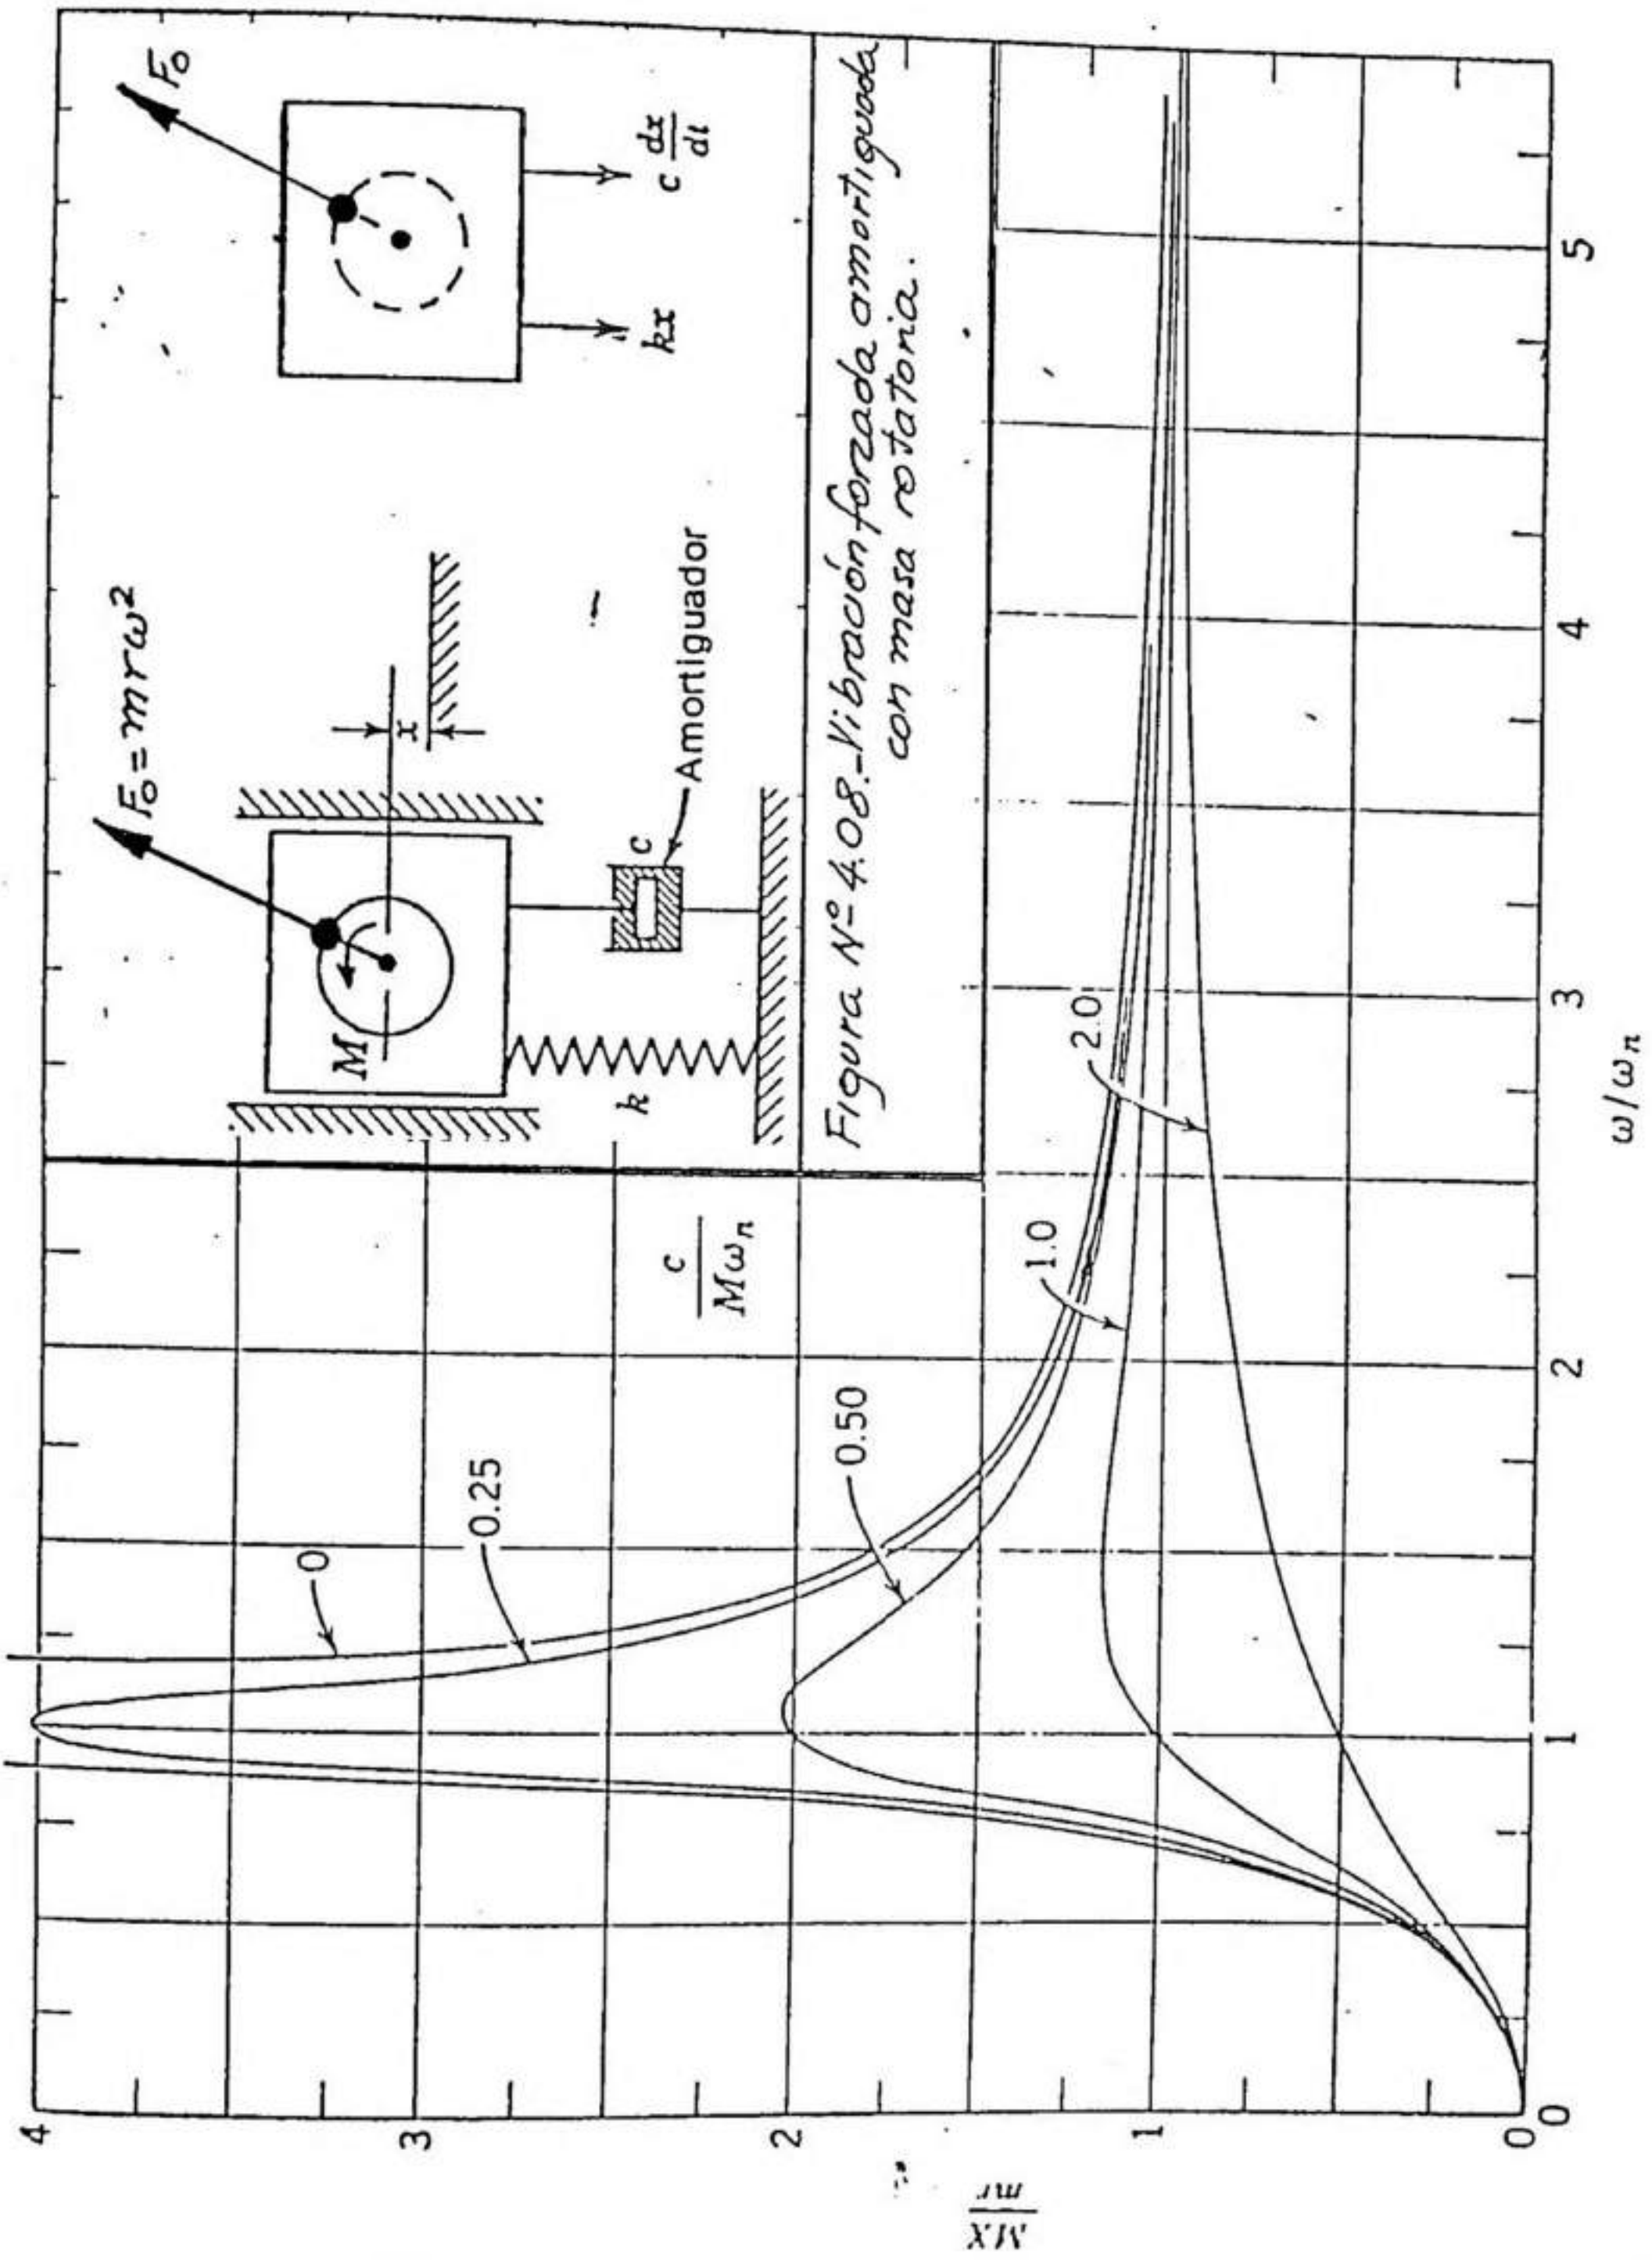 F₀ = mrω²
F₀
M
x
k
c
Amortiguador
kx
c dx/dt
Figura Nº 4.08.-Vibración forzada amortiguada
con masa rotatoria.
c/Mωₙ
0
0.25
0.50
1.0
2.0
4
3
2
1
0
MX/mr
0
1
2
3
4
5
ω/ωₙ